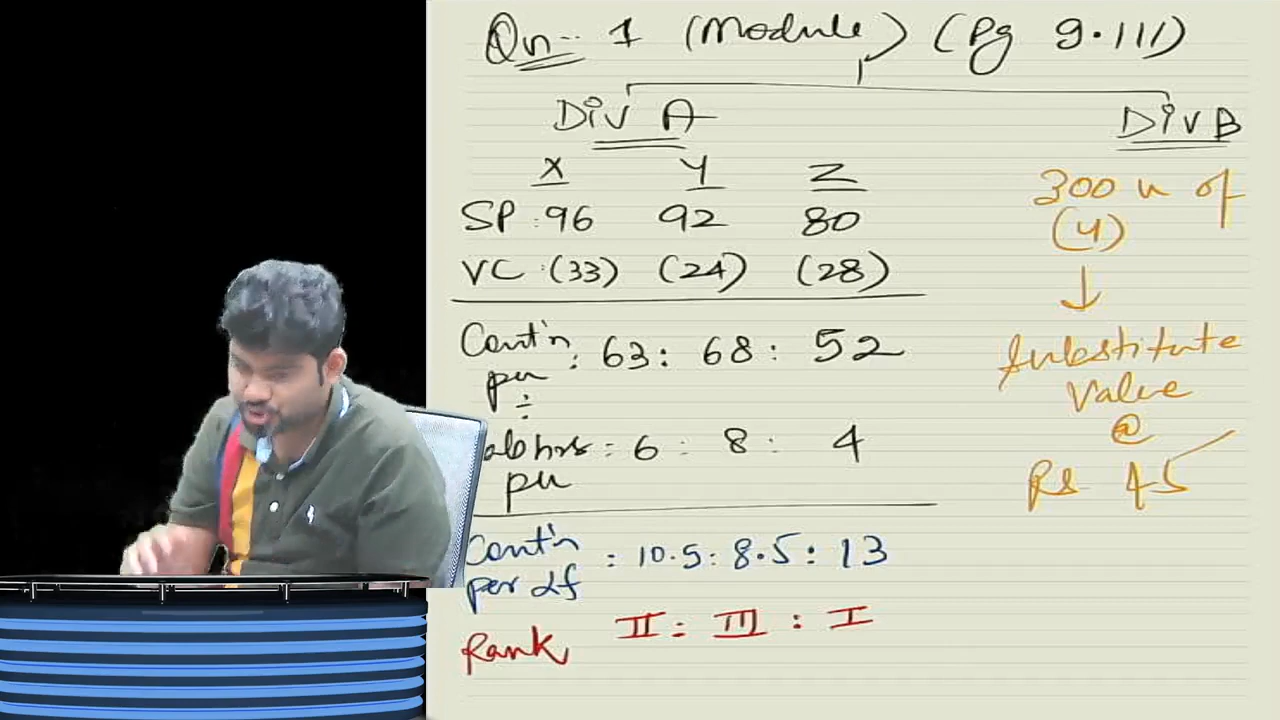 Qn:- 1 (Module) (Pg 9.111)
Div A
Div B
X Y Z
SP : 96 92 80
VC : (33) (24) (28)
Cont'n pu : 63 : 68 : 52
÷
Lab hrs pu : 6 : 8 : 4
Cont'n per LF : 10.5 : 8.5 : 13
Rank II : III : I
300 u of
(Y)
↓
Substitute
Value
@
Rs 45